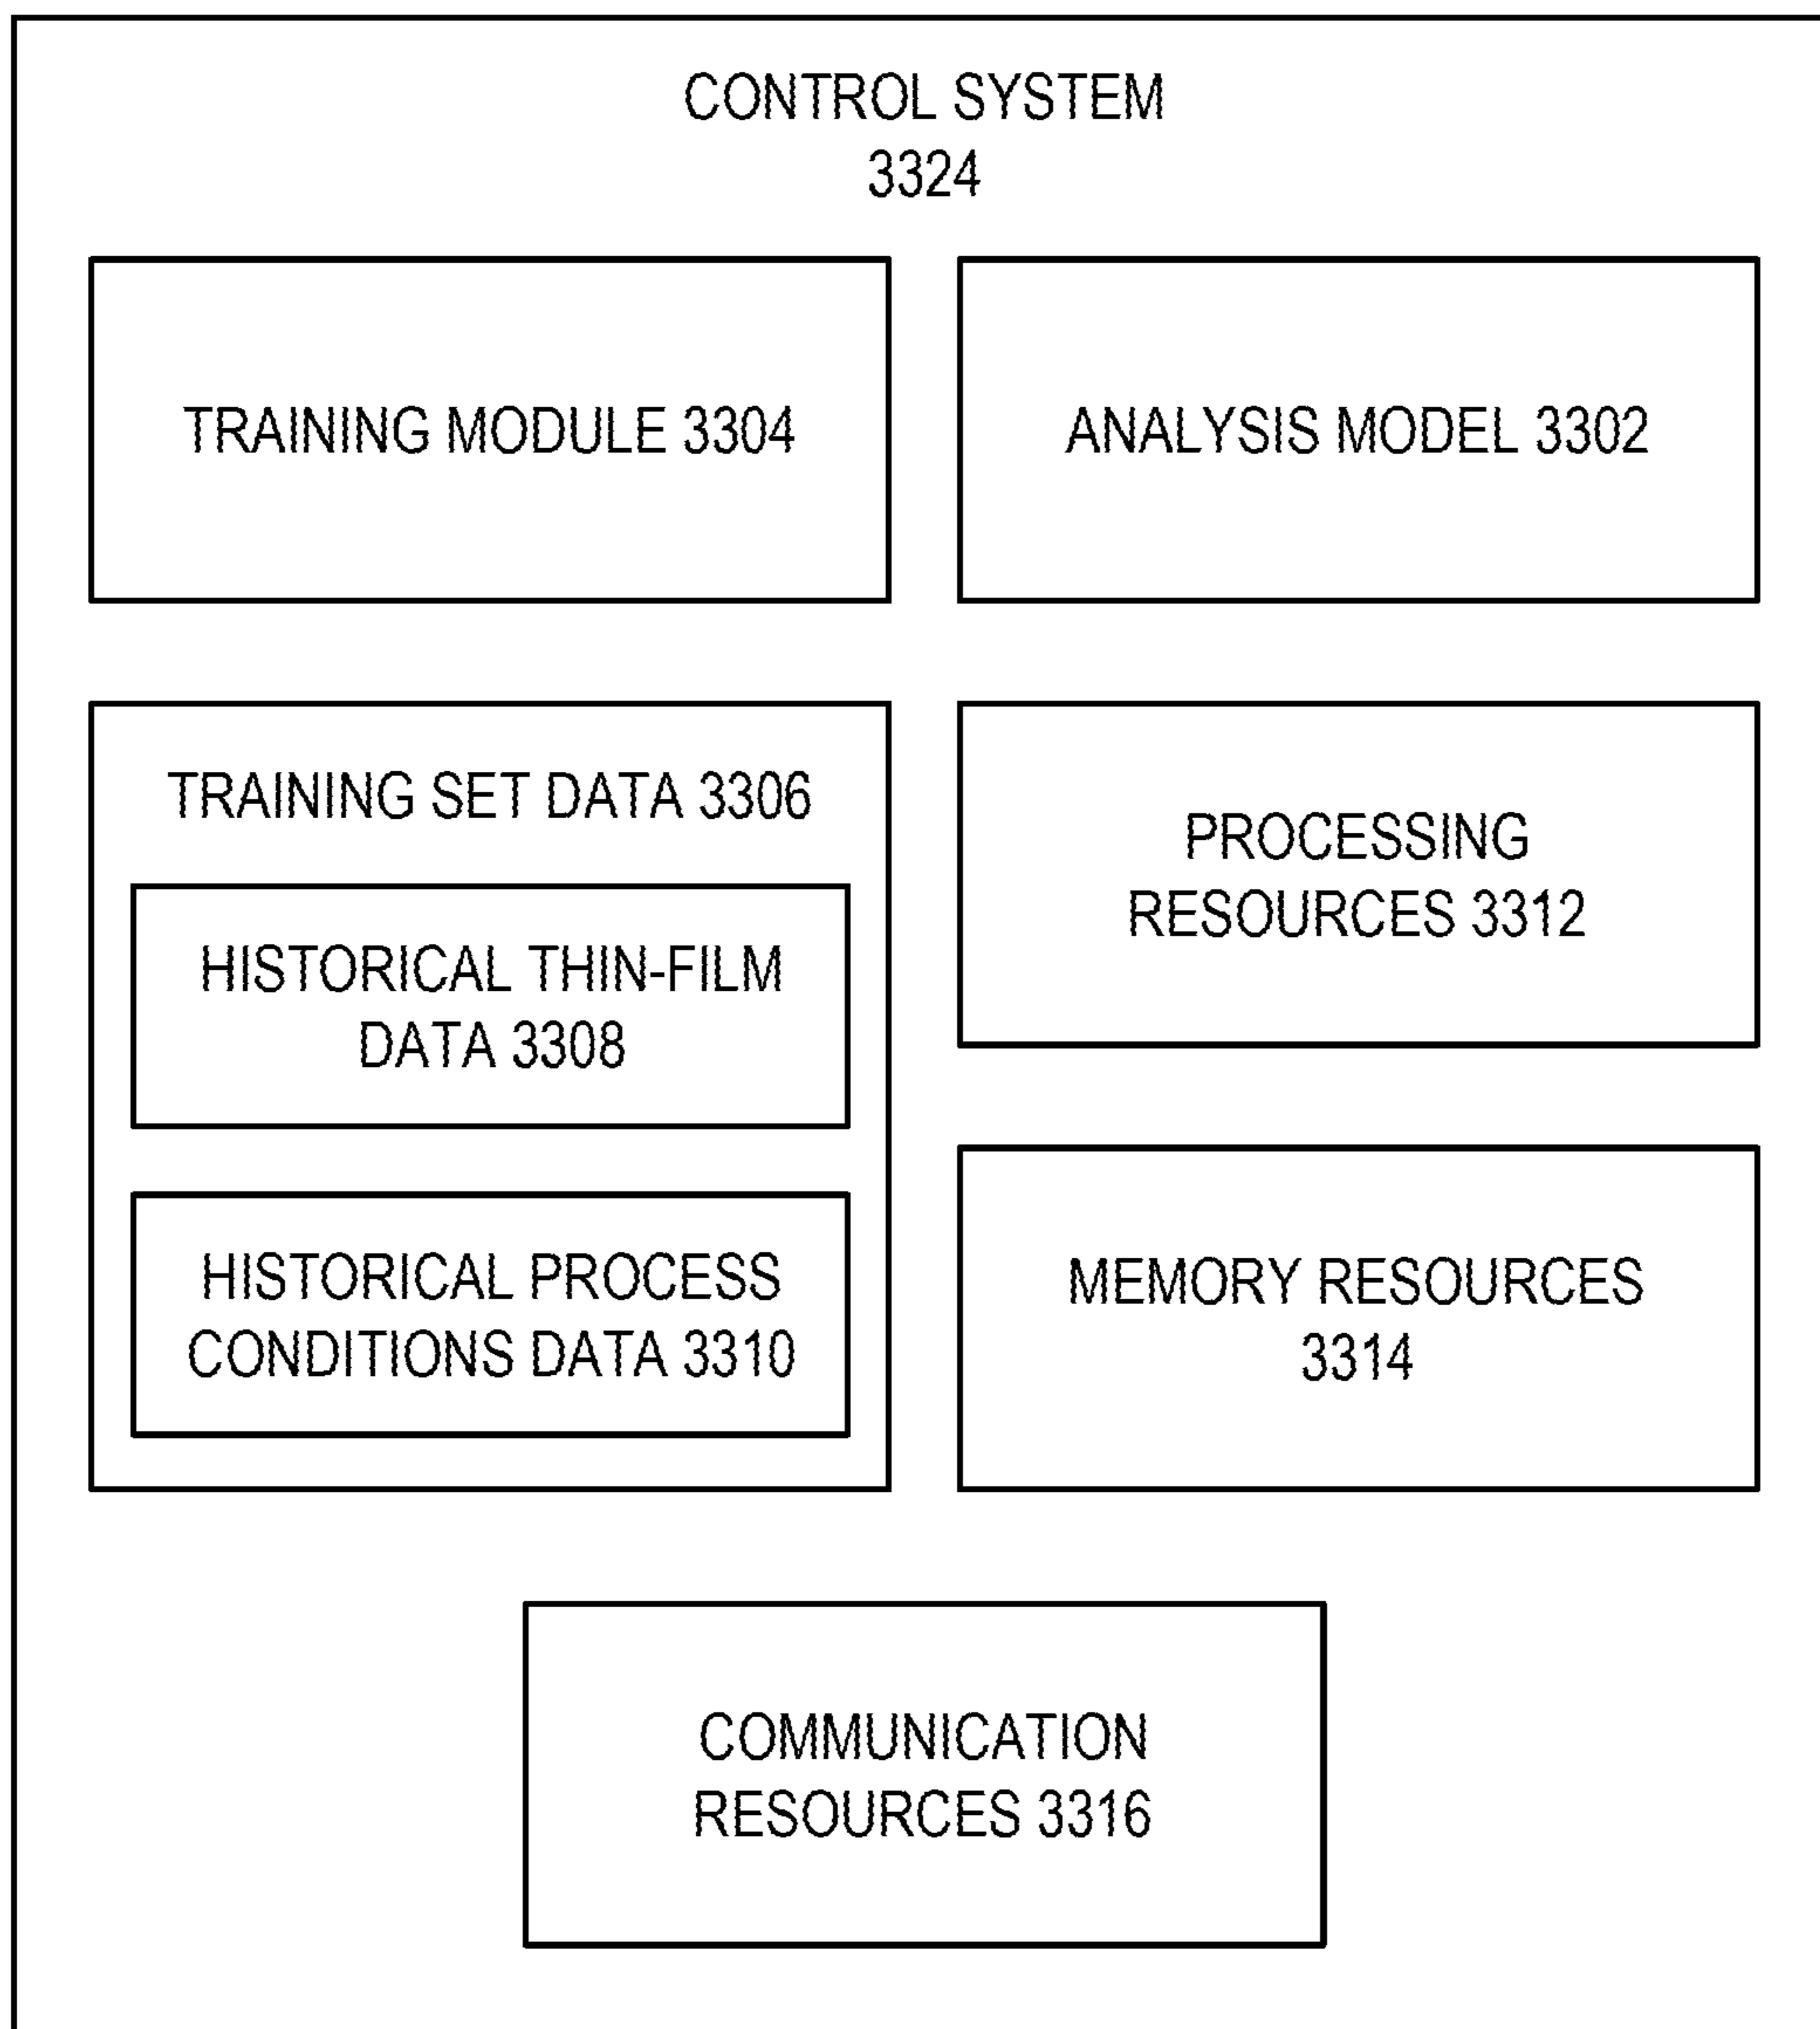 CONTROL SYSTEM
3324
TRAINING MODULE 3304
ANALYSIS MODEL 3302
TRAINING SET DATA 3306
HISTORICAL THIN-FILM
DATA 3308
HISTORICAL PROCESS
CONDITIONS DATA 3310
PROCESSING
RESOURCES 3312
MEMORY RESOURCES
3314
COMMUNICATION
RESOURCES 3316